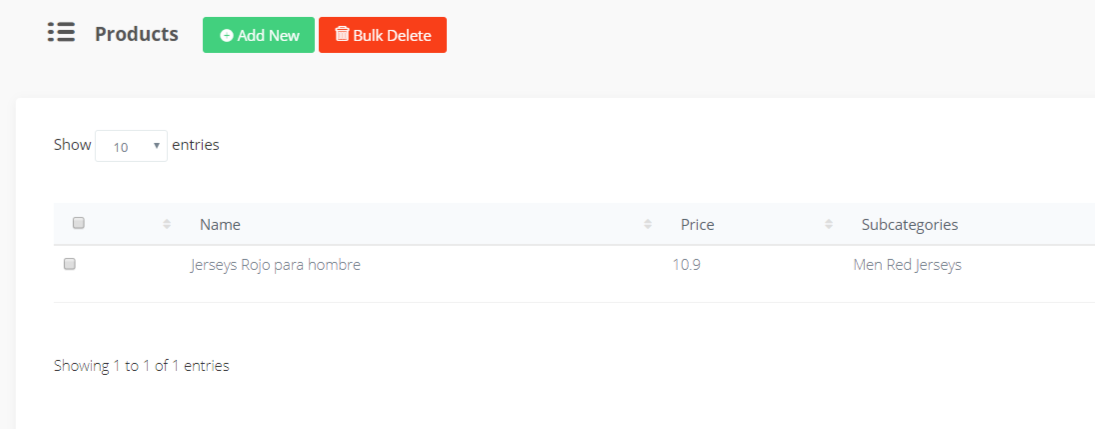 Products Add New Bulk Delete
Show 10 entries
Name Price Subcategories
Jerseys Rojo para hombre 10.9 Men Red Jerseys
Showing 1 to 1 of 1 entries